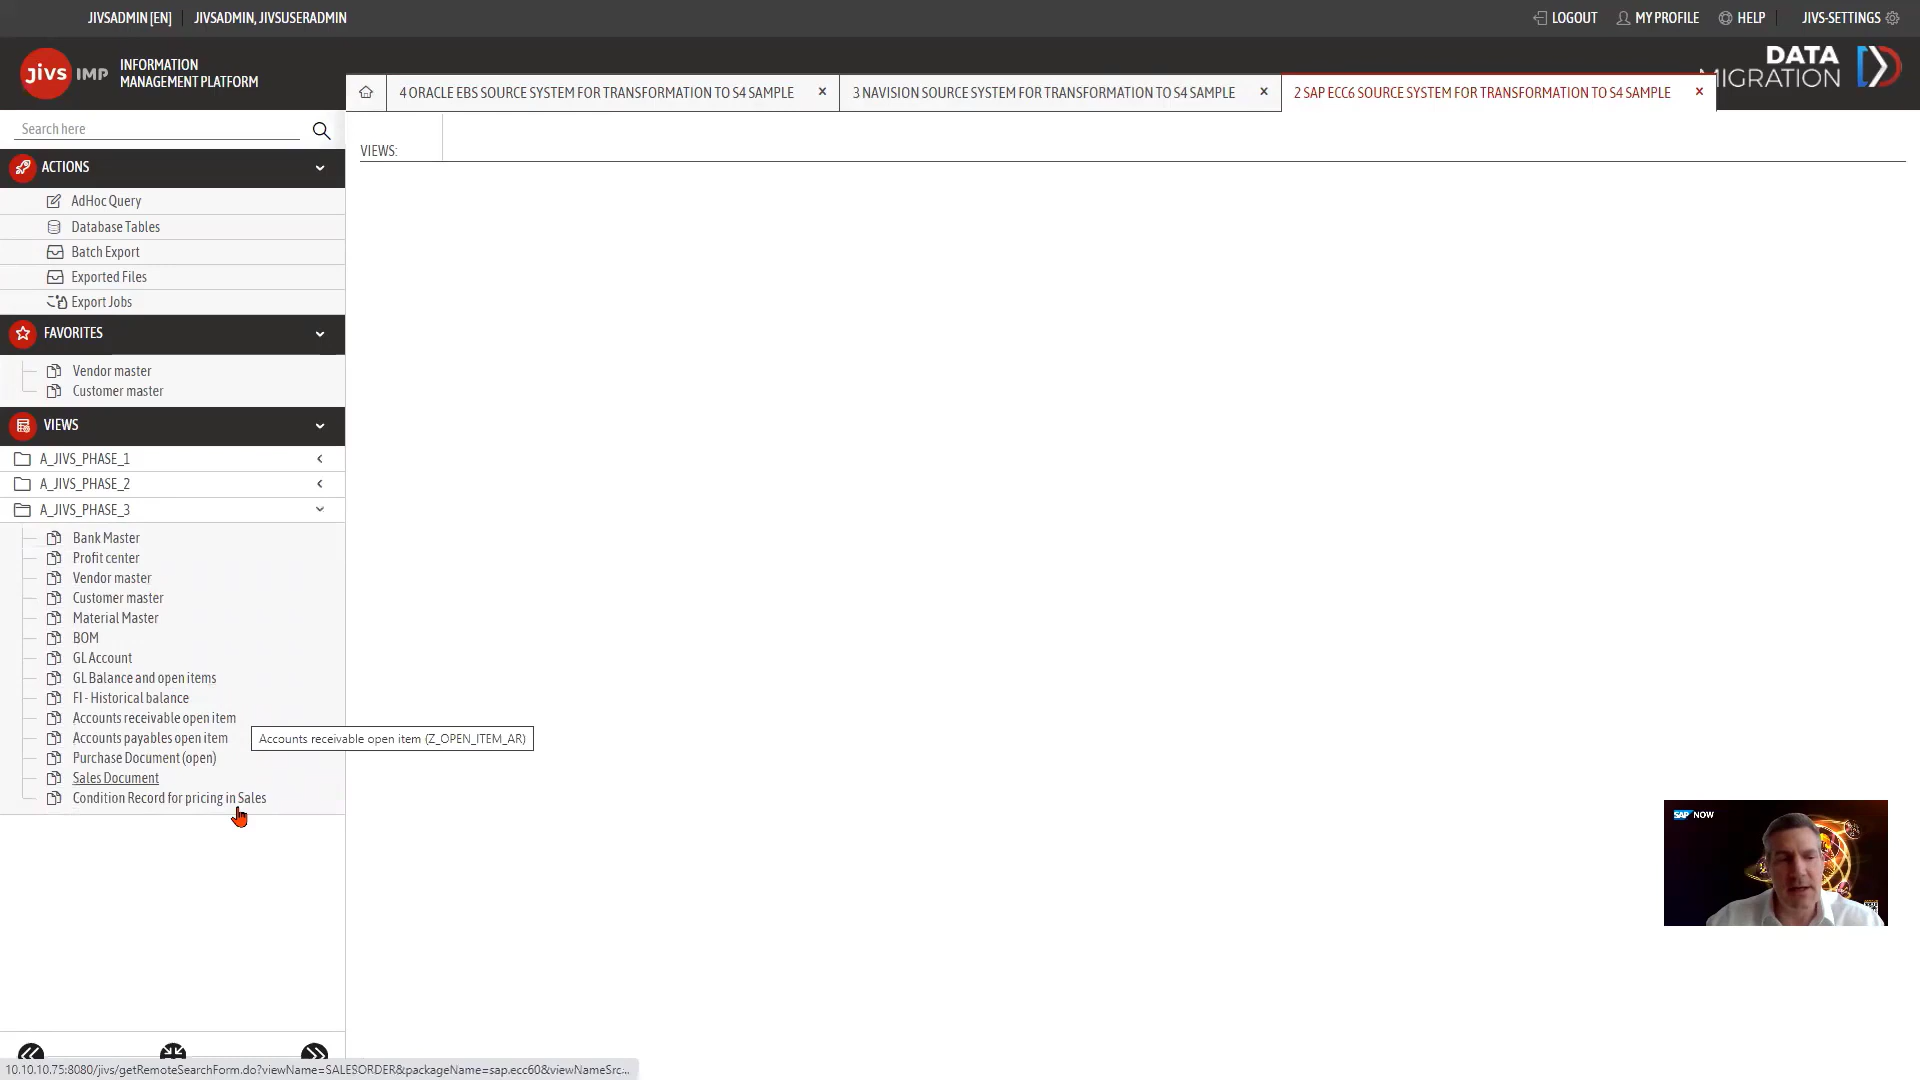 JIVSADMIN [EN]
JIVSADMIN, JIVSUSERADMIN
LOGOUT
MY PROFILE
HELP
JIVS-SETTINGS
jivs IMP
INFORMATION
MANAGEMENT PLATFORM
DATA
MIGRATION
4 ORACLE EBS SOURCE SYSTEM FOR TRANSFORMATION TO S4 SAMPLE ×
3 NAVISION SOURCE SYSTEM FOR TRANSFORMATION TO S4 SAMPLE ×
2 SAP ECC6 SOURCE SYSTEM FOR TRANSFORMATION TO S4 SAMPLE ×
Search here
VIEWS:
ACTIONS
AdHoc Query
Database Tables
Batch Export
Exported Files
Export Jobs
FAVORITES
Vendor master
Customer master
VIEWS
A_JIVS_PHASE_1
A_JIVS_PHASE_2
A_JIVS_PHASE_3
Bank Master
Profit center
Vendor master
Customer master
Material Master
BOM
GL Account
GL Balance and open items
FI - Historical balance
Accounts receivable open item
Accounts payables open item
Accounts receivable open item (Z_OPEN_ITEM_AR)
Purchase Document (open)
Sales Document
Condition Record for pricing in Sales
SAP NOW
10.10.10.75:8080/jivs/getRemoteSearchForm.do?viewName=SALESORDER&packageName=sap.ecc60&viewNameSrc...